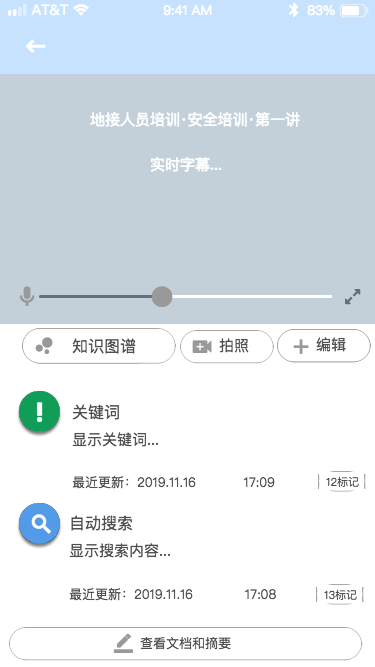 AT&T 9:41 AM 83%
地接人员培训·安全培训·第一讲
实时字幕...
知识图谱 拍照 编辑
关键词
显示关键词...
最近更新：2019.11.16 17:09 12标记
自动搜索
显示搜索内容...
最近更新：2019.11.16 17:08 13标记
查看文档和摘要